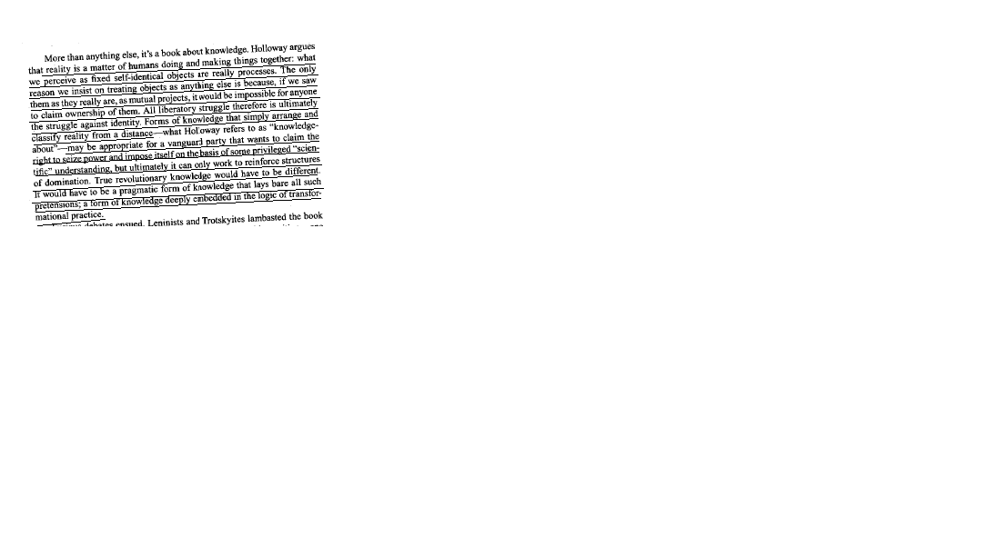 More than anything else, it's a book about knowledge. Holloway argues
that reality is a matter of humans doing and making things together: what
we perceive as fixed self-identical objects are really processes. The only
reason we insist on treating objects as anything else is because, if we saw
them as they really are, as mutual projects, it would be impossible for anyone
to claim ownership of them. All liberatory struggle therefore is ultimately
the struggle against identity. Forms of knowledge that simply arrange and
classify reality from a distance—what Holloway refers to as “knowledge-
about”—may be appropriate for a vanguard party that wants to claim the
right to seize power and impose itself on the basis of some privileged “scien-
tific” understanding, but ultimately it can only work to reinforce structures
of domination. True revolutionary knowledge would have to be different.
It would have to be a pragmatic form of knowledge that lays bare all such
pretensions; a form of knowledge deeply embedded in the logic of transfor-
mational practice.
debates ensued. Leninists and Trotskyites lambasted the book